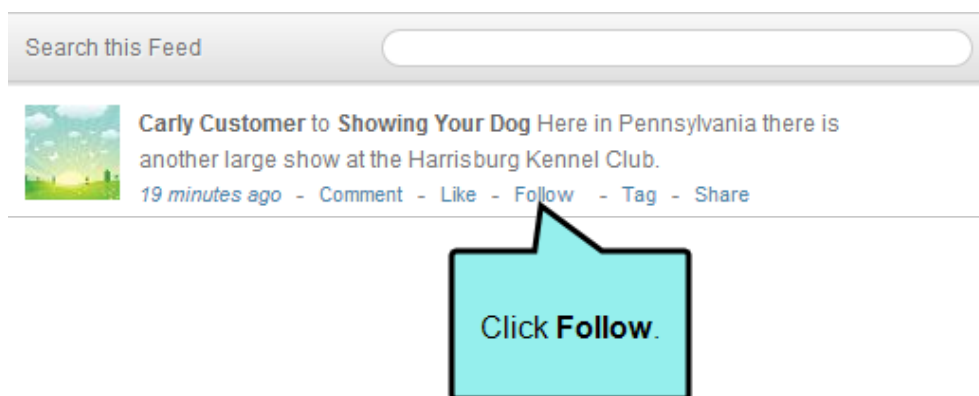 Search this Feed
Carly Customer to Showing Your Dog Here in Pennsylvania there is
another large show at the Harrisburg Kennel Club.
19 minutes ago - Comment - Like - Follow - Tag - Share
Click Follow.